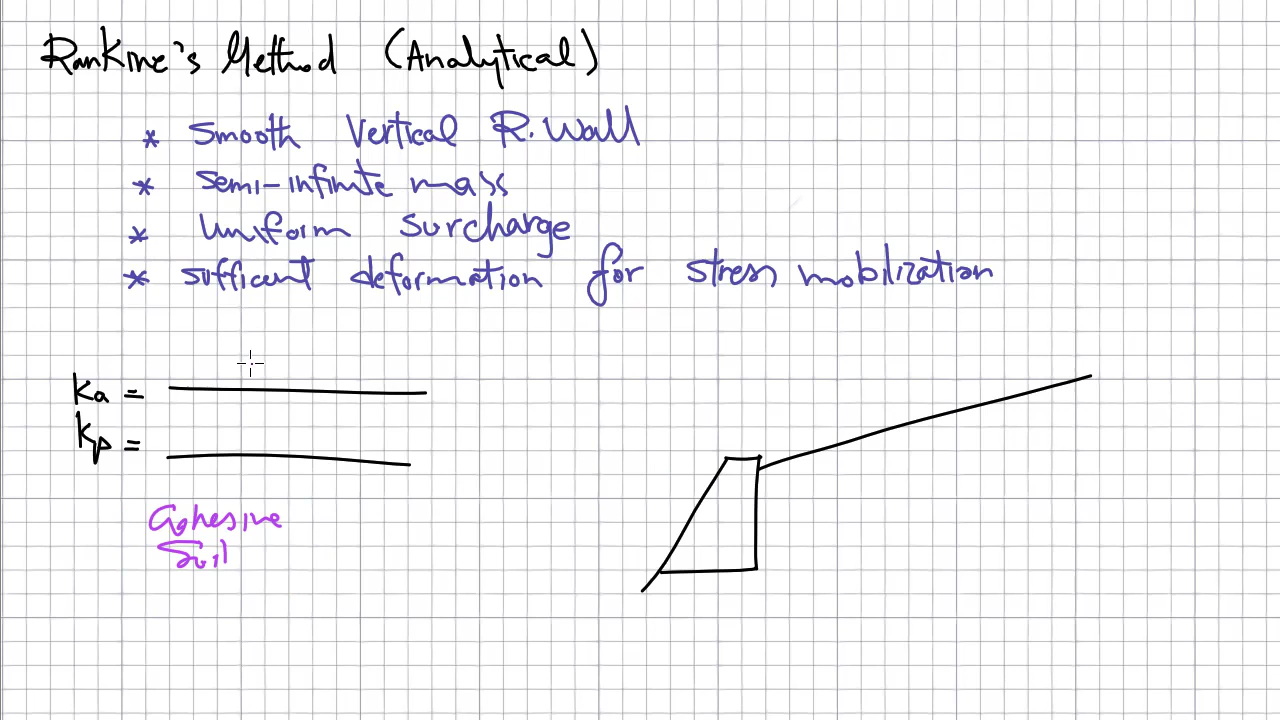 Rankine's Method (Analytical)
* Smooth Vertical R. Wall
* semi-infinite mass
* Uniform surcharge
* sufficent deformation for stress mobilization
Ka =
Kp =
Cohesive
Soil